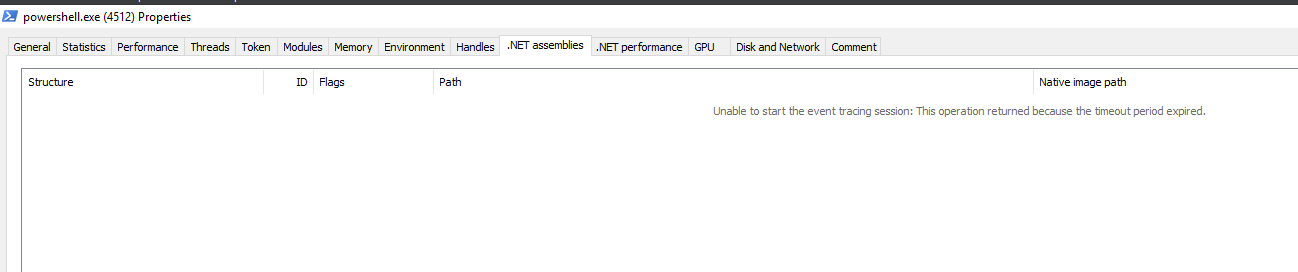 powershell.exe (4512) Properties
General Statistics Performance Threads Token Modules Memory Environment Handles .NET assemblies .NET performance GPU Disk and Network Comment
Structure ID Flags Path Native image path
Unable to start the event tracing session: This operation returned because the timeout period expired.